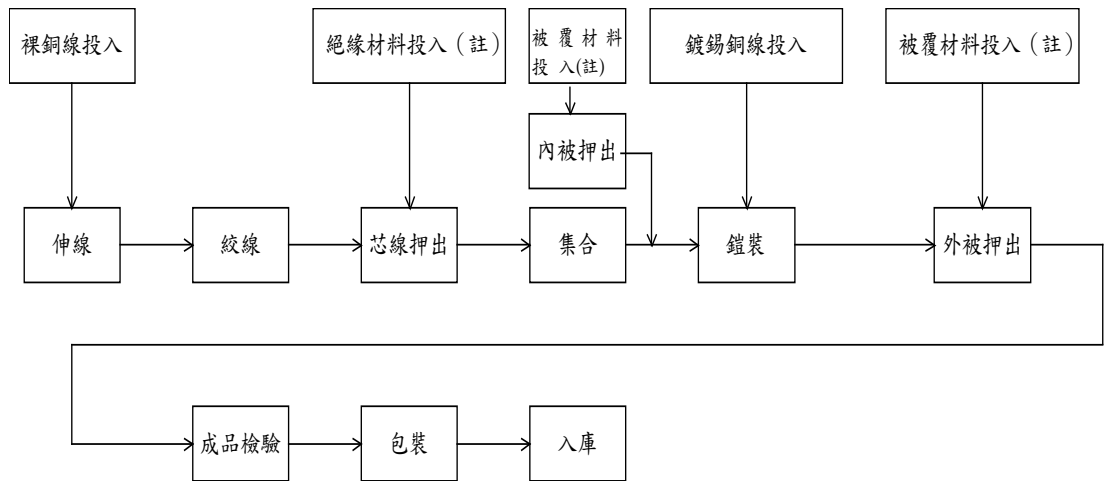 裸銅線投入
絕緣材料投入（註）
被覆材料
投入(註)
鍍錫銅線投入
被覆材料投入（註）
內被押出
伸線
絞線
芯線押出
集合
鎧裝
外被押出
成品檢驗
包裝
入庫